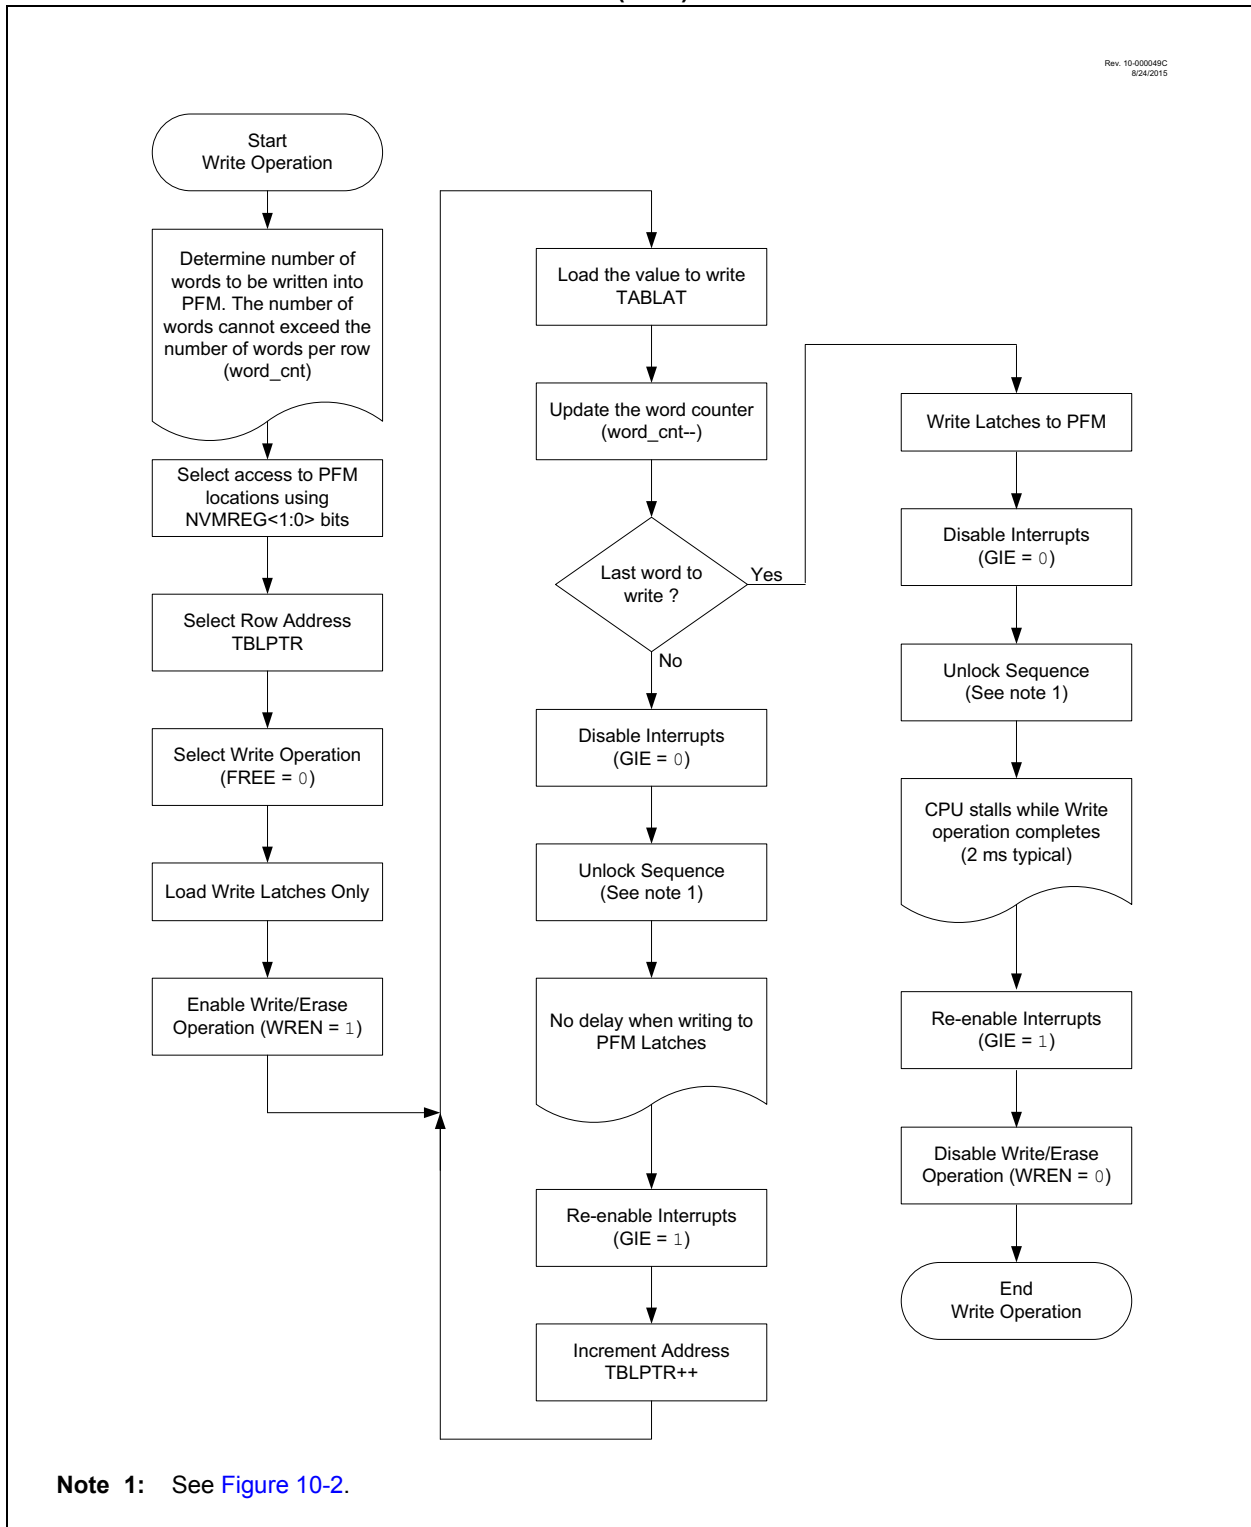 Rev. 10-000049C
8/24/2015
Start
Write Operation
Determine number of
words to be written into
PFM. The number of
words cannot exceed the
number of words per row
(word_cnt)
Select access to PFM
locations using
NVMREG<1:0> bits
Select Row Address
TBLPTR
Select Write Operation
(FREE = 0)
Load Write Latches Only
Enable Write/Erase
Operation (WREN = 1)
Load the value to write
TABLAT
Update the word counter
(word_cnt--)
Last word to
write ?
Yes
No
Disable Interrupts
(GIE = 0)
Unlock Sequence
(See note 1)
No delay when writing to
PFM Latches
Re-enable Interrupts
(GIE = 1)
Increment Address
TBLPTR++
Write Latches to PFM
Disable Interrupts
(GIE = 0)
Unlock Sequence
(See note 1)
CPU stalls while Write
operation completes
(2 ms typical)
Re-enable Interrupts
(GIE = 1)
Disable Write/Erase
Operation (WREN = 0)
End
Write Operation
Note 1: See Figure 10-2.